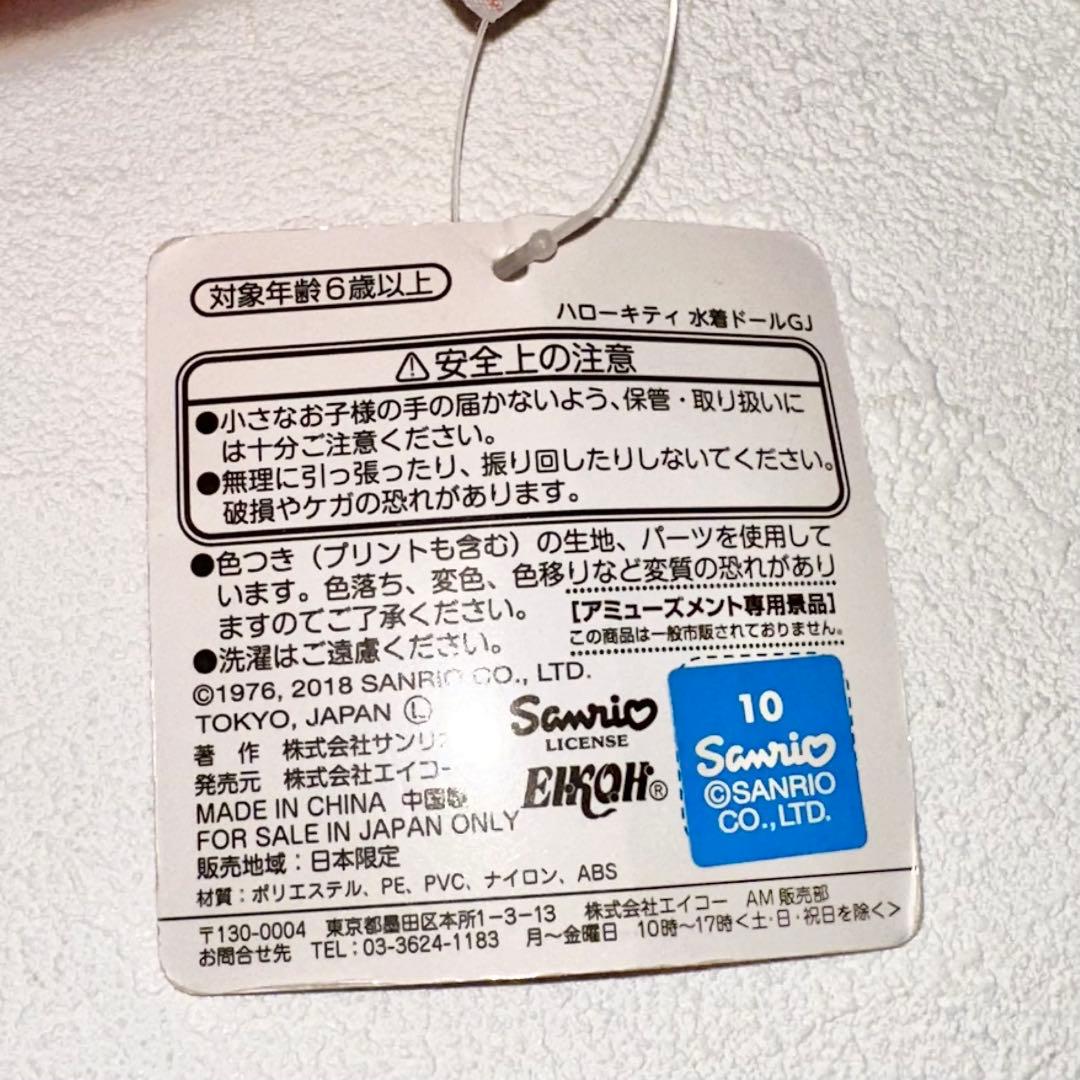 対象年齢6歳以上
ハローキティ 水着ドールGJ
⚠安全上の注意
●小さなお子様の手の届かないよう、保管・取り扱いに
は十分ご注意ください。
●無理に引っ張ったり、振り回したりしないでください。
破損やケガの恐れがあります。
●色つき（プリントも含む）の生地、パーツを使用して
います。色落ち、変色、色移りなど変質の恐れがあり
ますのでご了承ください。
●洗濯はご遠慮ください。
【アミューズメント専用景品】
この商品は一般市販されておりません。
©1976, 2018 SANRIO CO., LTD.
TOKYO, JAPAN Ⓛ
著 作 株式会社サンリオ
発売元 株式会社エイコー
MADE IN CHINA 中国製
FOR SALE IN JAPAN ONLY
販売地域：日本限定
材質：ポリエステル、PE、PVC、ナイロン、ABS
Sanrio
LICENSE
EIKOH®
10
Sanrio
©SANRIO
CO.,LTD.
〒130-0004 東京都墨田区本所1-3-13 株式会社エイコー AM販売部
お問合せ先 TEL：03-3624-1183 月～金曜日 10時～17時＜土・日・祝日を除く＞